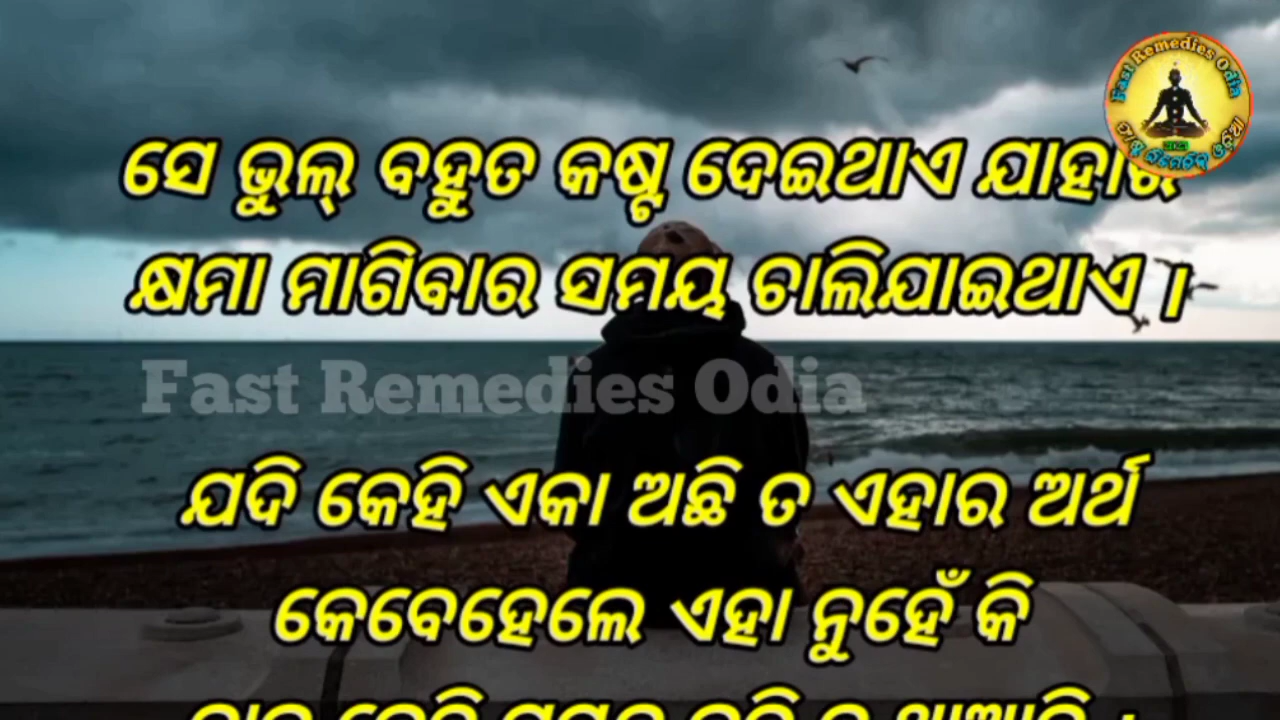 Fast Remedies Odia
ସେ ଭୁଲ୍ ବହୁତ କଷ୍ଟ ଦେଇଥାଏ ଯାହାର
କ୍ଷମା ମାଗିବାର ସମୟ ଚାଲିଯାଇଥାଏ ।
Fast Remedies Odia
ଯଦି କେହି ଏକା ଅଛି ତ ଏହାର ଅର୍ଥ
କେବେହେଲେ ଏହା ନୁହେଁ କି